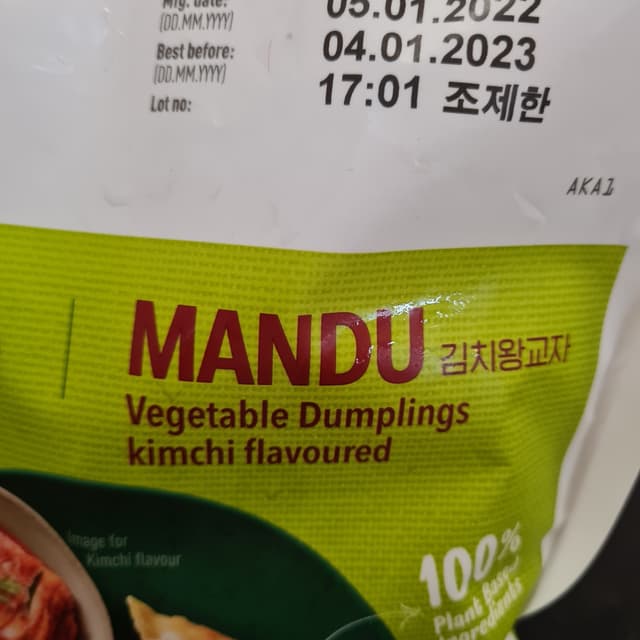 Mfg. date: 05.01.2022
(DD.MM.YYYY)
Best before: 04.01.2023
(DD.MM.YYYY)
Lot no: 17:01 조제한
AKA1
MANDU 김치왕교자
Vegetable Dumplings
kimchi flavoured
Image for
Kimchi flavour
100%
Plant Based
Ingredients